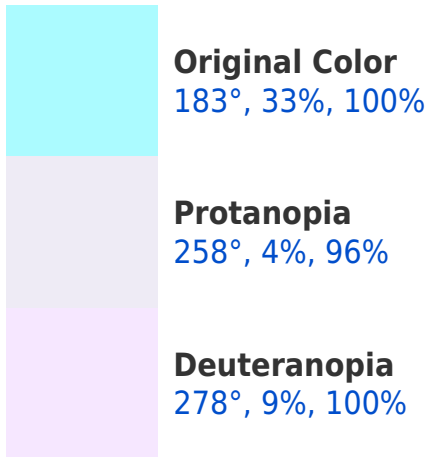 Original Color
183°, 33%, 100%
Protanopia
258°, 4%, 96%
Deuteranopia
278°, 9%, 100%